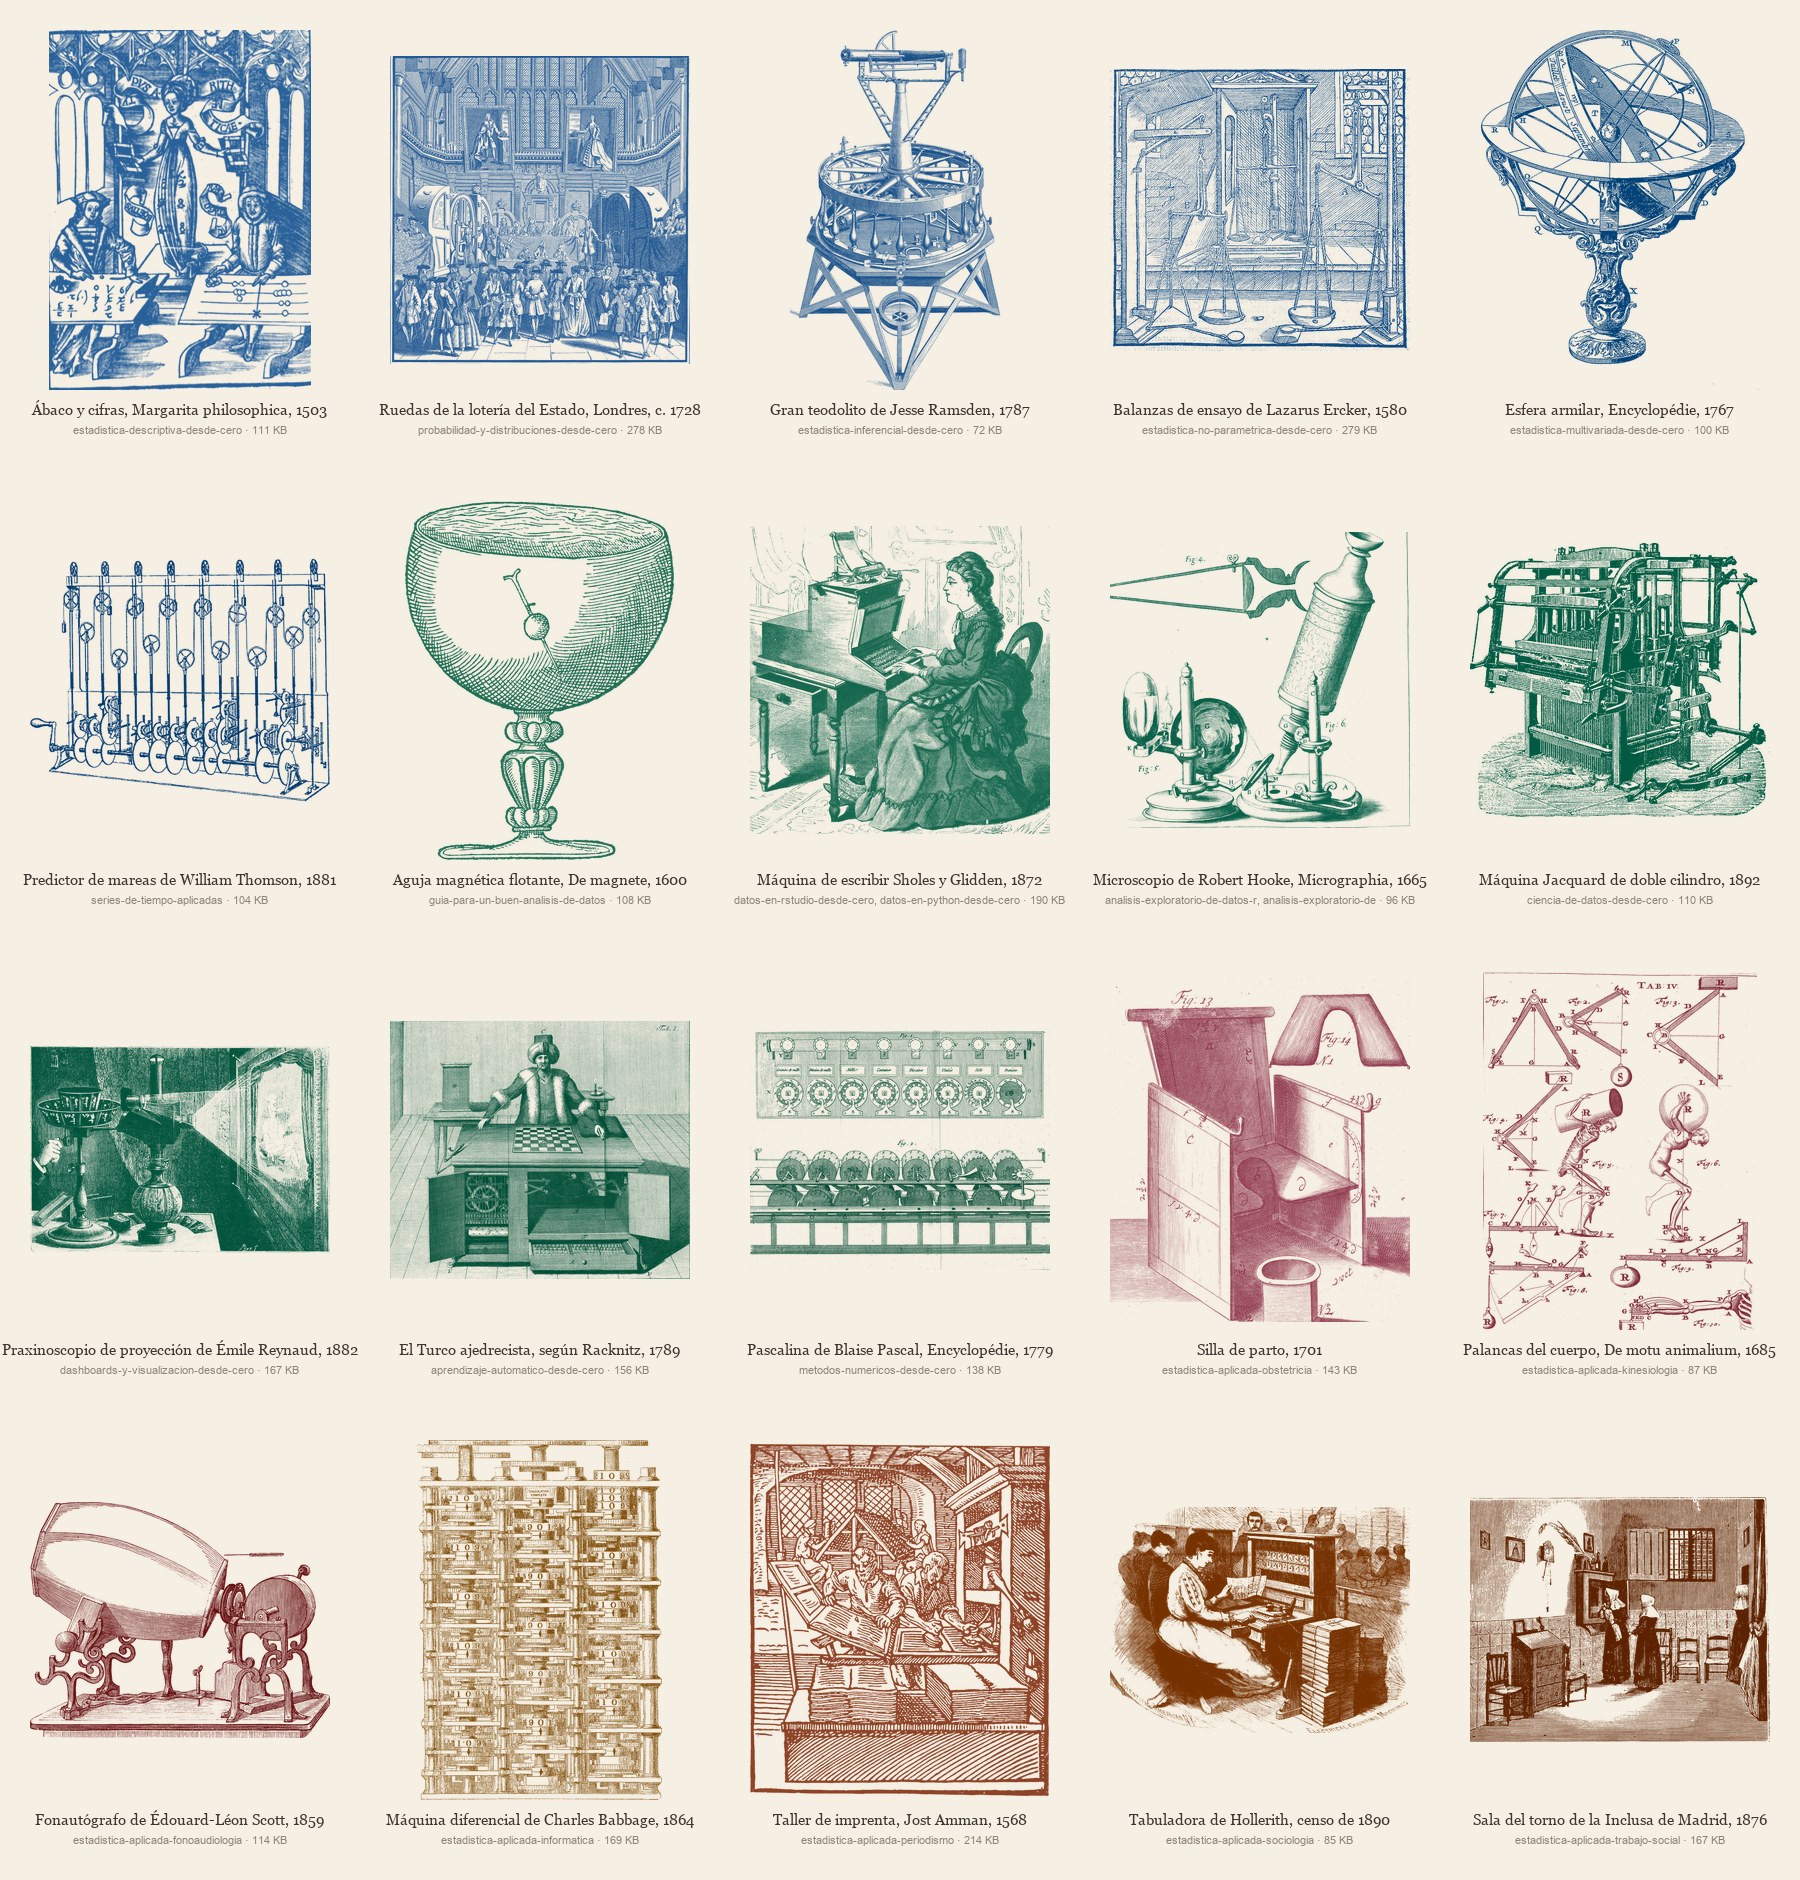 Ábaco y cifras, Margarita philosophica, 1503
estadistica-descriptiva-desde-cero · 111 KB
Ruedas de la lotería del Estado, Londres, c. 1728
probabilidad-y-distribuciones-desde-cero · 278 KB
Gran teodolito de Jesse Ramsden, 1787
estadistica-inferencial-desde-cero · 72 KB
Balanzas de ensayo de Lazarus Ercker, 1580
estadistica-no-parametrica-desde-cero · 279 KB
Esfera armilar, Encyclopédie, 1767
estadistica-multivariada-desde-cero · 100 KB
Fig. 4.
Fig. 5.
Fig. 6.
Predictor de mareas de William Thomson, 1881
series-de-tiempo-aplicadas · 104 KB
Aguja magnética flotante, De magnete, 1600
guia-para-un-buen-analisis-de-datos · 108 KB
Máquina de escribir Sholes y Glidden, 1872
datos-en-rstudio-desde-cero, datos-en-python-desde-cero · 190 KB
Microscopio de Robert Hooke, Micrographia, 1665
analisis-exploratorio-de-datos-r, analisis-exploratorio-de · 96 KB
Máquina Jacquard de doble cilindro, 1892
ciencia-de-datos-desde-cero · 110 KB
Fig: 13
Fig: 14
TAB: IV.
Praxinoscopio de proyección de Émile Reynaud, 1882
dashboards-y-visualizacion-desde-cero · 167 KB
El Turco ajedrecista, según Racknitz, 1789
aprendizaje-automatico-desde-cero · 156 KB
Pascalina de Blaise Pascal, Encyclopédie, 1779
metodos-numericos-desde-cero · 138 KB
Silla de parto, 1701
estadistica-aplicada-obstetricia · 143 KB
Palancas del cuerpo, De motu animalium, 1685
estadistica-aplicada-kinesiologia · 87 KB
Fonautógrafo de Édouard-Léon Scott, 1859
estadistica-aplicada-fonoaudiologia · 114 KB
Máquina diferencial de Charles Babbage, 1864
estadistica-aplicada-informatica · 169 KB
Taller de imprenta, Jost Amman, 1568
estadistica-aplicada-periodismo · 214 KB
Tabuladora de Hollerith, censo de 1890
estadistica-aplicada-sociologia · 85 KB
Sala del torno de la Inclusa de Madrid, 1876
estadistica-aplicada-trabajo-social · 167 KB